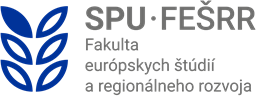 SPU·FEŠRR
Fakulta
európskych štúdií
a regionálneho rozvoja